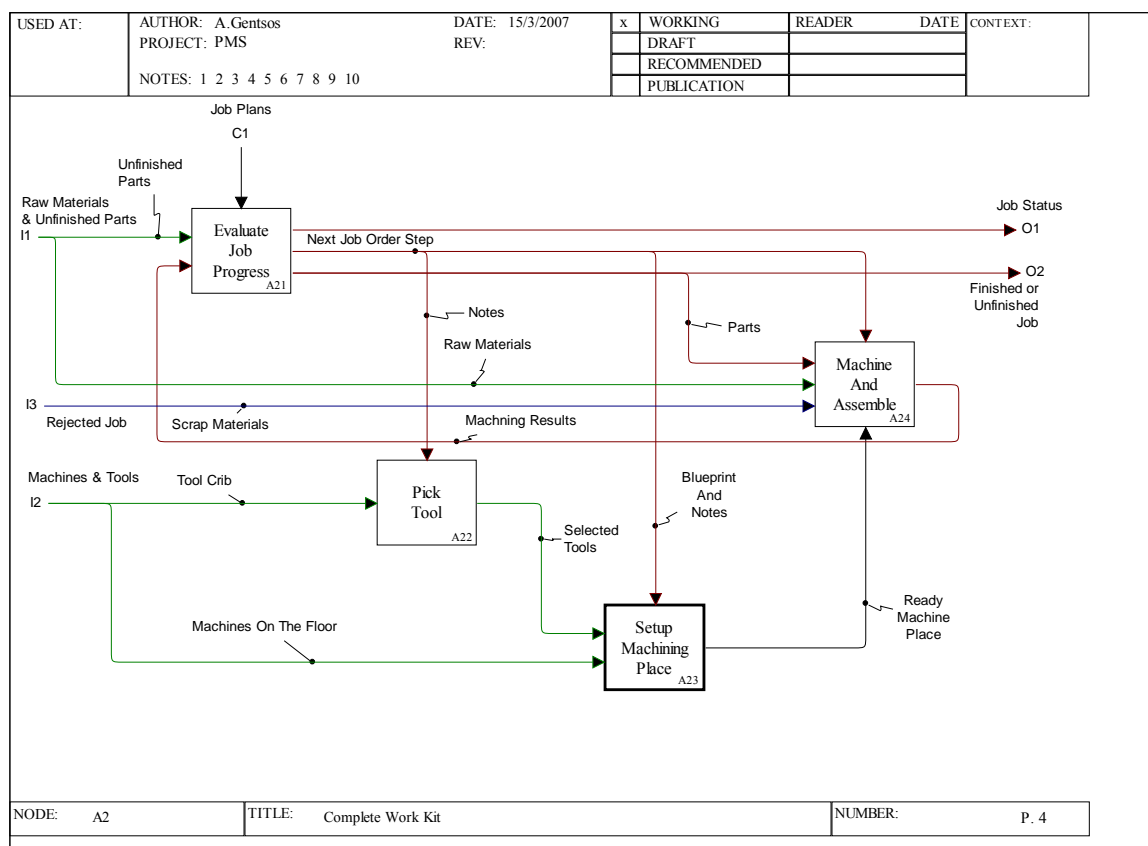 USED AT:
AUTHOR: A.Gentsos
DATE: 15/3/2007
PROJECT: PMS
REV:
NOTES: 1 2 3 4 5 6 7 8 9 10
x WORKING
DRAFT
RECOMMENDED
PUBLICATION
READER DATE
CONTEXT:
Job Plans
C1
Unfinished
Parts
Raw Materials
& Unfinished Parts
I1
Evaluate
Job
Progress
A21
Job Status
O1
Next Job Order Step
O2
Finished or
Unfinished
Job
Notes
Parts
Raw Materials
Machine
And
Assemble
A24
I3
Rejected Job
Scrap Materials
Machning Results
Machines & Tools
I2
Tool Crib
Pick
Tool
A22
Blueprint
And
Notes
Selected
Tools
Ready
Machine
Place
Machines On The Floor
Setup
Machining
Place
A23
NODE: A2
TITLE: Complete Work Kit
NUMBER: P. 4